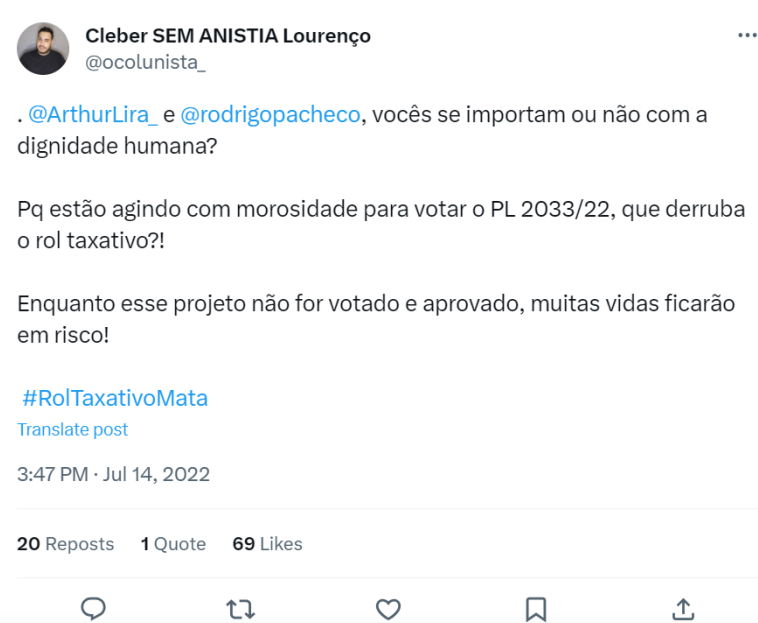 Cleber SEM ANISTIA Lourenço
@ocolunista_
. @ArthurLira_ e @rodrigopacheco, vocês se importam ou não com a
dignidade humana?
Pq estão agindo com morosidade para votar o PL 2033/22, que derruba
o rol taxativo?!
Enquanto esse projeto não for votado e aprovado, muitas vidas ficarão
em risco!
#RolTaxativoMata
Translate post
3:47 PM · Jul 14, 2022
20 Reposts 1 Quote 69 Likes